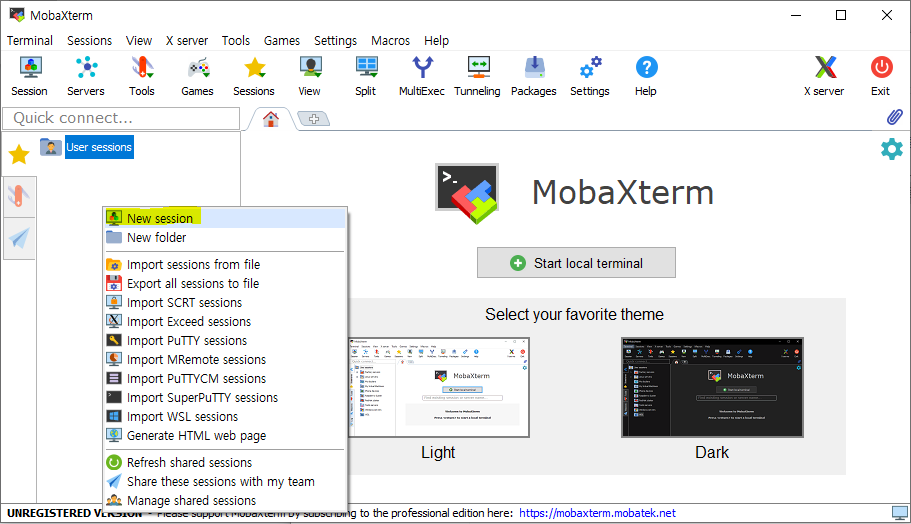 MobaXterm
Terminal Sessions View X server Tools Games Settings Macros Help
Session Servers Tools Games Sessions View Split MultiExec Tunneling Packages Settings Help X server Exit
Quick connect...
User sessions
>_
MobaXterm
New session
New folder
Import sessions from file
Export all sessions to file
Import SCRT sessions
Import Exceed sessions
Import PuTTY sessions
Import MRemote sessions
Import PuTTYCM sessions
Import SuperPuTTY sessions
Import WSL sessions
Generate HTML web page
Refresh shared sessions
Share these sessions with my team
Manage shared sessions
Start local terminal
Select your favorite theme
MobaXterm
MobaXterm
Light
Dark
UNREGISTERED VERSION - Please support MobaXterm by subscribing to the professional edition here: https://mobaxterm.mobatek.net